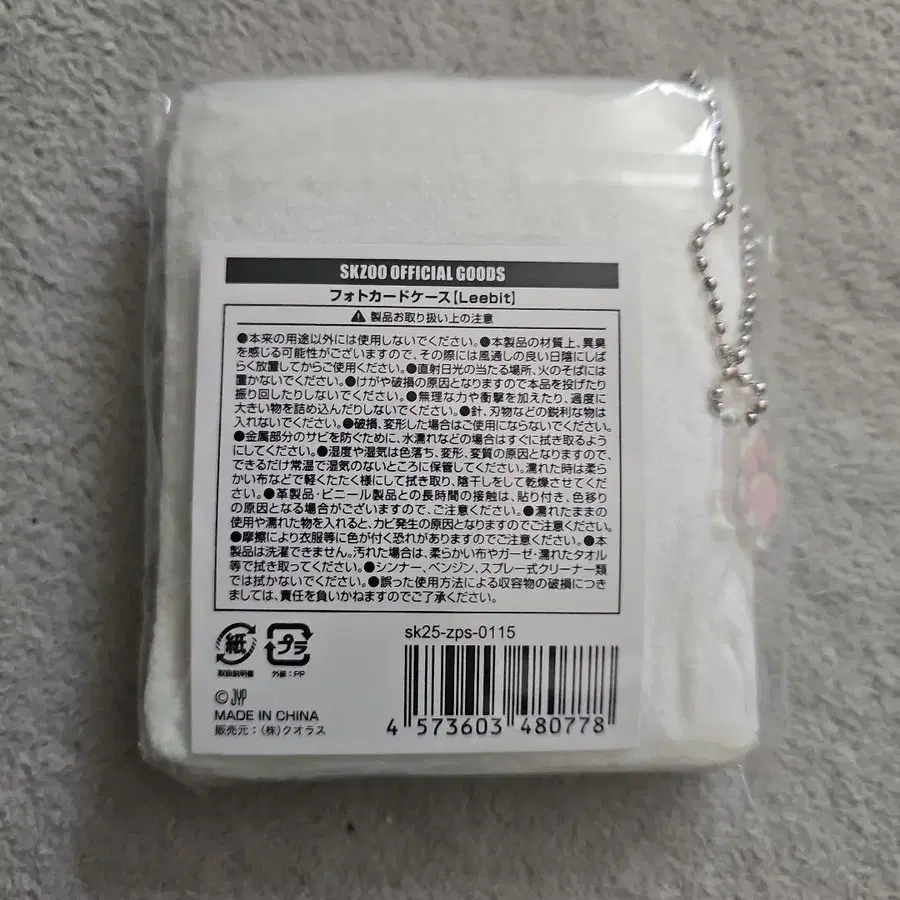 SKZOO OFFICIAL GOODS
フォトカードケース【Leebit】
製品お取り扱い上の注意
●本来の用途以外には使用しないでください。●本製品の材質上、異臭
を感じる可能性がございますので、その際には風通しの良い日陰にしば
らく放置してからご使用ください。●直射日光の当たる場所、火のそばには
置かないでください。●けがや破損の原因となりますので本品を投げたり
振り回したりしないでください。●無理な力や衝撃を加えたり、過度に
大きい物を詰め込んだりしないでください。●針、刃物などの鋭利な物は
入れないでください。●破損、変形した場合はご使用にならないでください。
●金属部分のサビを防ぐために、水濡れなどの場合はすぐに拭き取るよう
にしてください。●湿度や湿気は色落ち、変形、変質の原因となりますので、
できるだけ常温で湿気のないところに保管してください。濡れた時は柔ら
かい布などで軽くたたく様にして拭き取り、陰干しをして乾燥させてくださ
い。●革製品・ビニール製品との長時間の接触は、貼り付き、色移り
の原因となる場合がございますので、ご注意ください。●濡れたままの
使用や濡れた物を入れると、カビ発生の原因となりますのでご注意ください。
●摩擦により衣服等に色が付く恐れがありますのでご注意ください。●本
製品は洗濯できません。汚れた場合は、柔らかい布やガーゼ・濡れたタオル
等で拭き取ってください。●シンナー、ベンジン、スプレー式クリーナー類
では拭かないでください。●誤った使用方法による収容物の破損につき
ましては、責任を負いかねますのでご了承ください。
紙
プラ
取扱説明書
外装：PP
sk25-zps-0115
© JYP
MADE IN CHINA
販売元：(株)クオラス
4 573603 480778